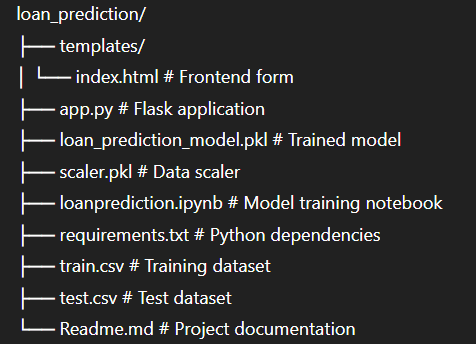 loan_prediction/
├── templates/
│ └── index.html # Frontend form
├── app.py # Flask application
├── loan_prediction_model.pkl # Trained model
├── scaler.pkl # Data scaler
├── loanprediction.ipynb # Model training notebook
├── requirements.txt # Python dependencies
├── train.csv # Training dataset
├── test.csv # Test dataset
└── Readme.md # Project documentation